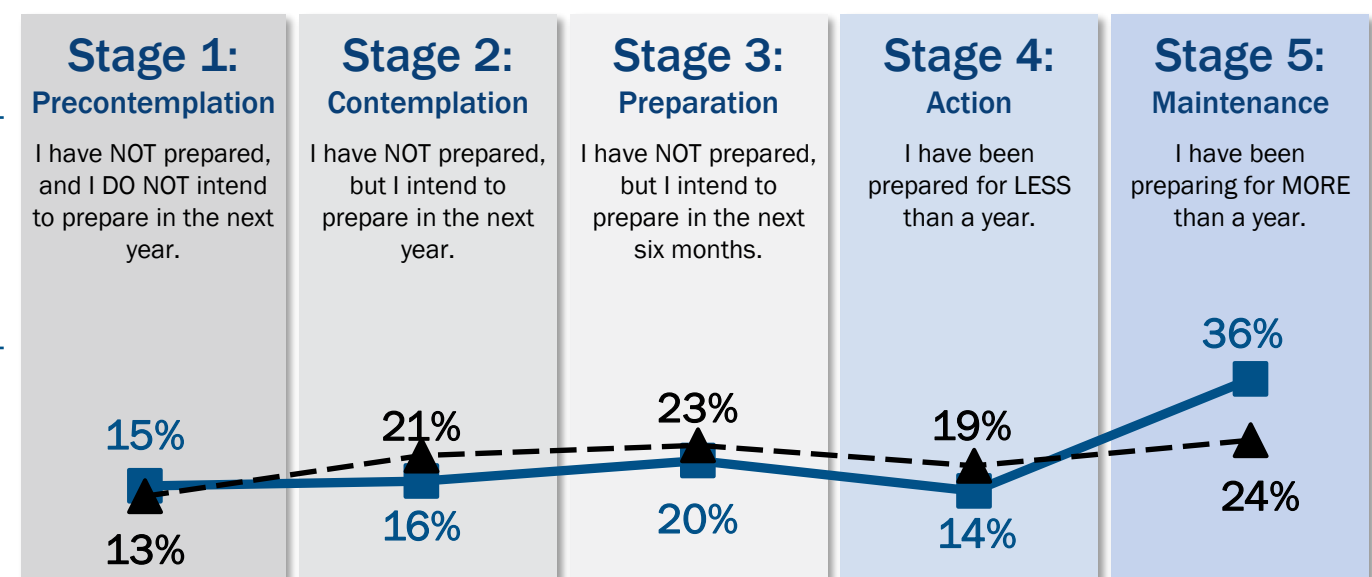 Stage 1:
Precontemplation
I have NOT prepared,
and I DO NOT intend
to prepare in the next
year.
Stage 2:
Contemplation
I have NOT prepared,
but I intend to
prepare in the next
year.
Stage 3:
Preparation
I have NOT prepared,
but I intend to
prepare in the next
six months.
Stage 4:
Action
I have been
prepared for LESS
than a year.
Stage 5:
Maintenance
I have been
preparing for MORE
than a year.
15%
13%
21%
16%
23%
20%
19%
14%
36%
24%